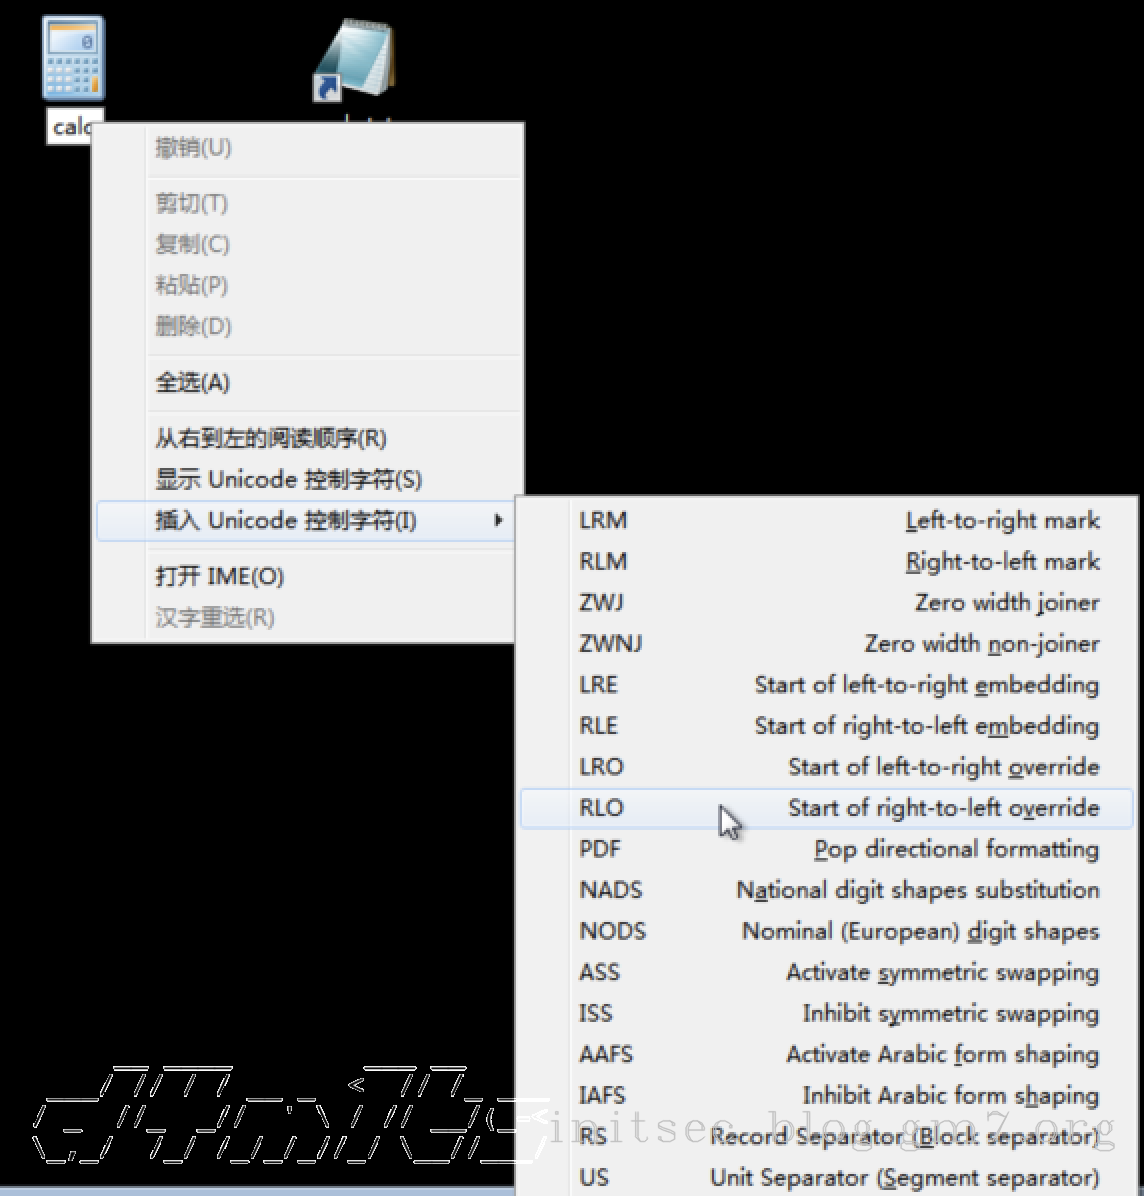 calc
撤销(U)
剪切(T)
复制(C)
粘贴(P)
删除(D)
全选(A)
从右到左的阅读顺序(R)
显示 Unicode 控制字符(S)
插入 Unicode 控制字符(I)
打开 IME(O)
汉字重选(R)
LRM Left-to-right mark
RLM Right-to-left mark
ZWJ Zero width joiner
ZWNJ Zero width non-joiner
LRE Start of left-to-right embedding
RLE Start of right-to-left embedding
LRO Start of left-to-right override
RLO Start of right-to-left override
PDF Pop directional formatting
NADS National digit shapes substitution
NODS Nominal (European) digit shapes
ASS Activate symmetric swapping
ISS Inhibit symmetric swapping
AAFS Activate Arabic form shaping
IAFS Inhibit Arabic form shaping
RS Record Separator (Block separator)
US Unit Separator (Segment separator)
blog.gm7.org